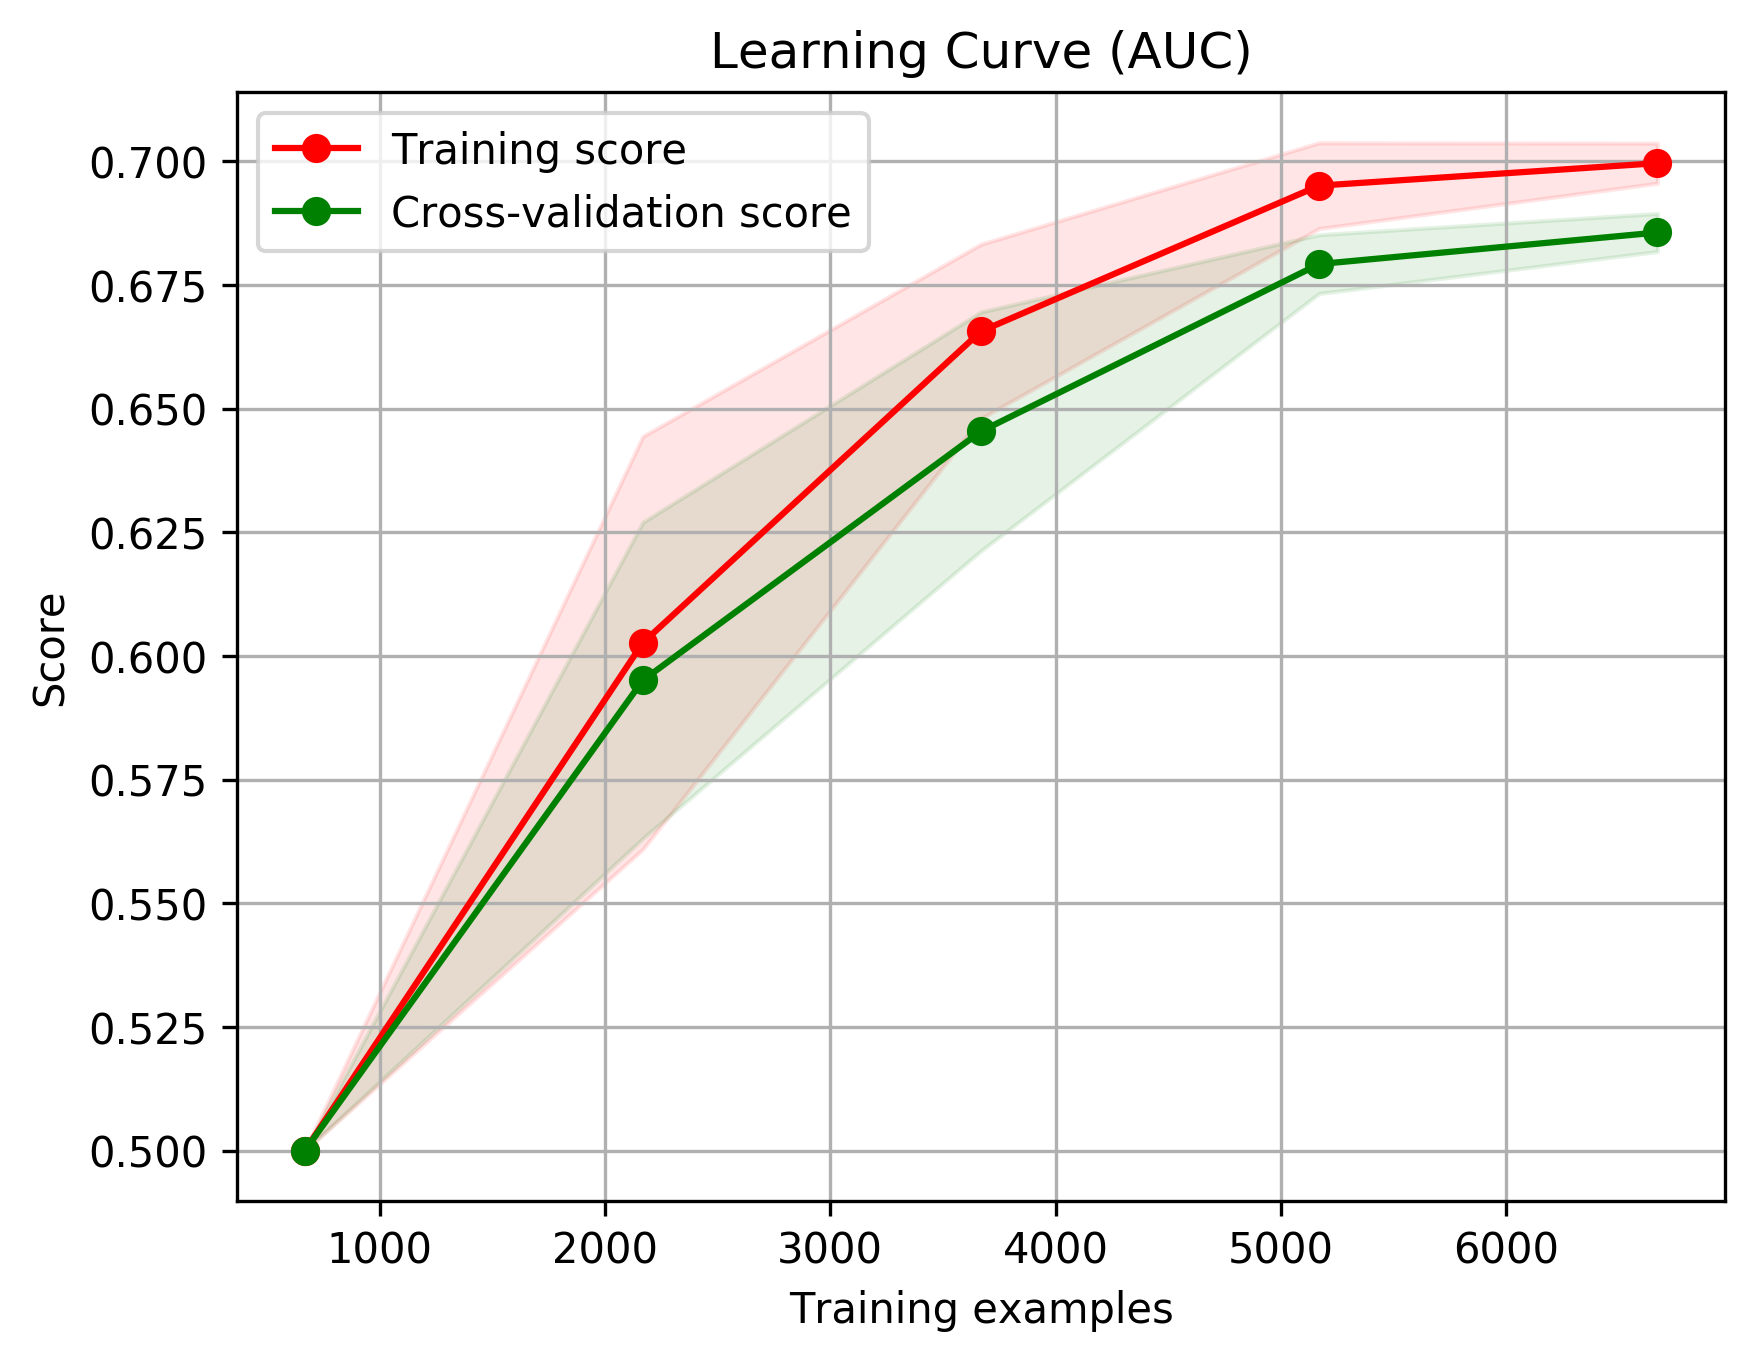 Learning Curve (AUC)
Training score
Cross-validation score
0.700
0.675
0.650
0.625
0.600
0.575
0.550
0.525
0.500
Score
1000 2000 3000 4000 5000 6000
Training examples